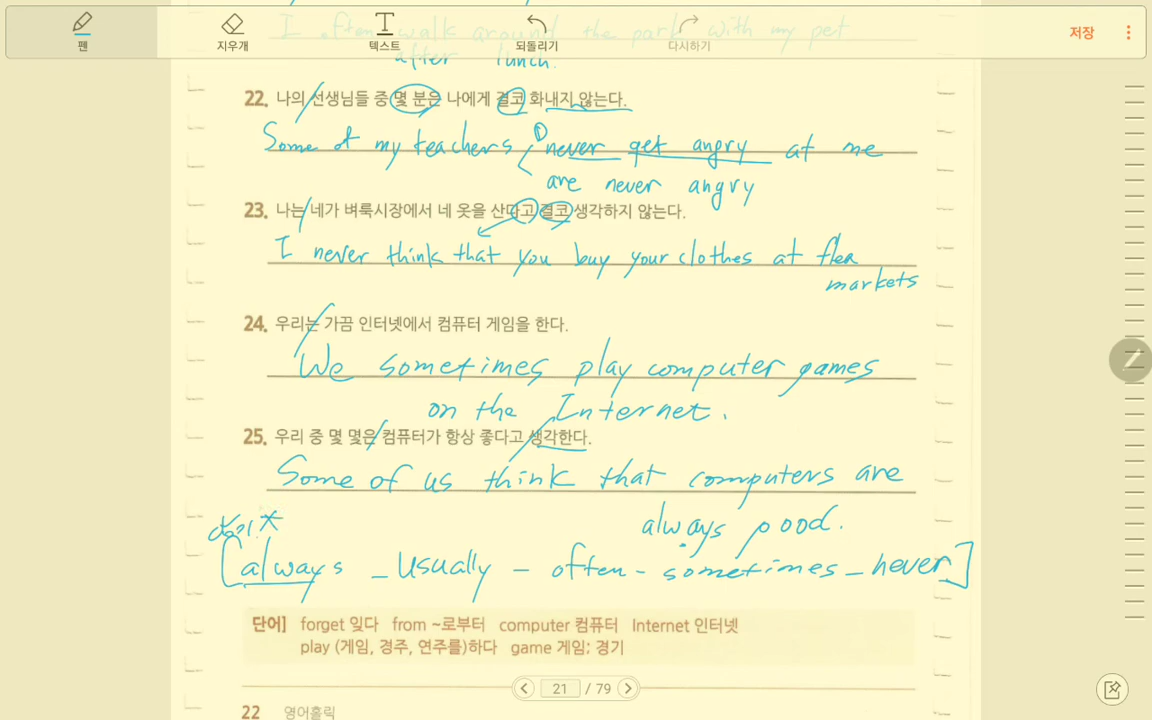 I often walk around the park with my pet
after lunch.
펜
지우개
텍스트
되돌리기
다시하기
저장
22. 나의 선생님들 중 몇 분은 나에게 결코 화내지 않는다.
Some of my teachers never get angry at me
are never angry
23. 나는 네가 벼룩시장에서 네 옷을 산다고 결코 생각하지 않는다.
I never think that you buy your clothes at flea
markets
24. 우리는 가끔 인터넷에서 컴퓨터 게임을 한다.
We sometimes play computer games
on the Internet.
25. 우리 중 몇 몇은 컴퓨터가 항상 좋다고 생각한다.
Some of us think that computers are
always good.
[always - usually - often - sometimes - never]
단어] forget 잊다 from ~로부터 computer 컴퓨터 Internet 인터넷
play (게임, 경주, 연주를)하다 game 게임; 경기
21 / 79
22 영어홀릭